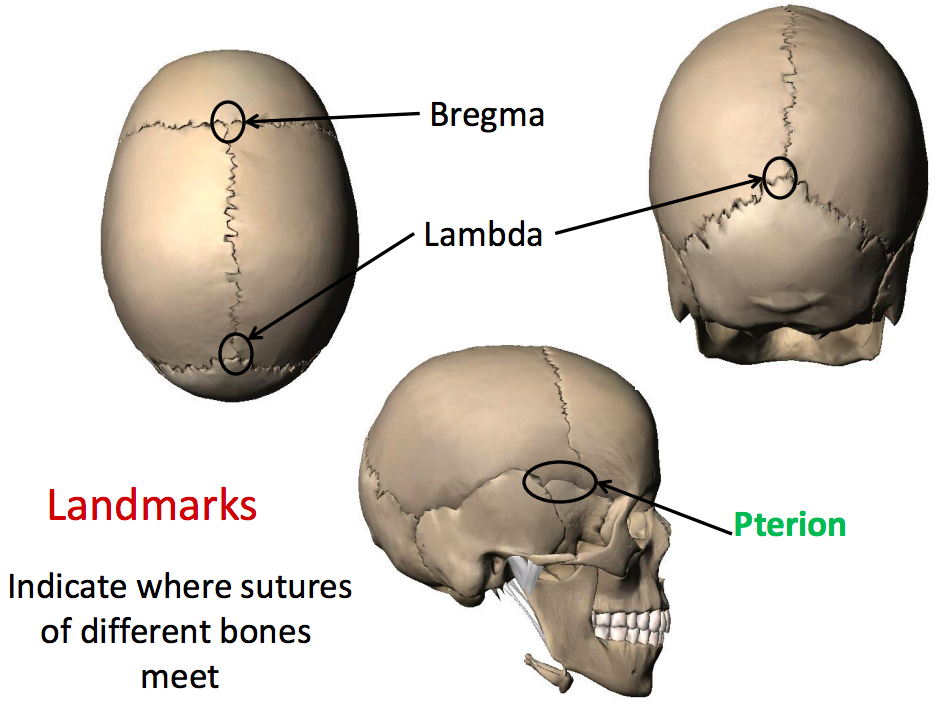 Bregma
Lambda
Landmarks
Pterion
Indicate where sutures
of different bones
meet